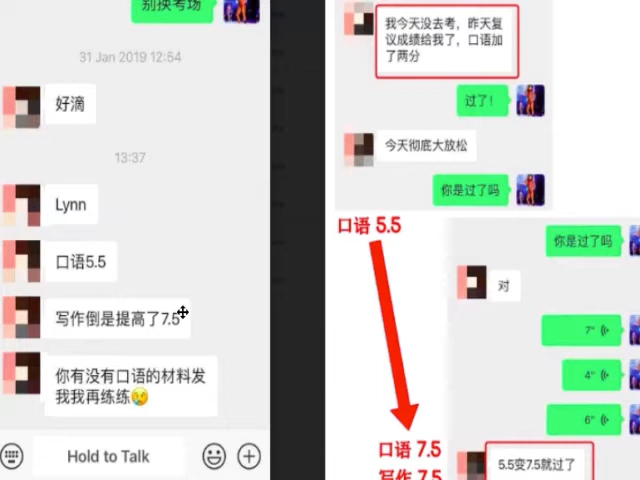 别换考场
31 Jan 2019 12:54
好滴
13:37
Lynn
口语5.5
写作倒是提高了7.5
你有没有口语的材料发
我我再练练
Hold to Talk
我今天没去考，昨天复
议成绩给我了，口语加
了两分
过了！
今天彻底大放松
你是过了吗
口语 5.5
你是过了吗
对
7"
4"
6"
口语 7.5
写作 7.5
5.5变7.5就过了